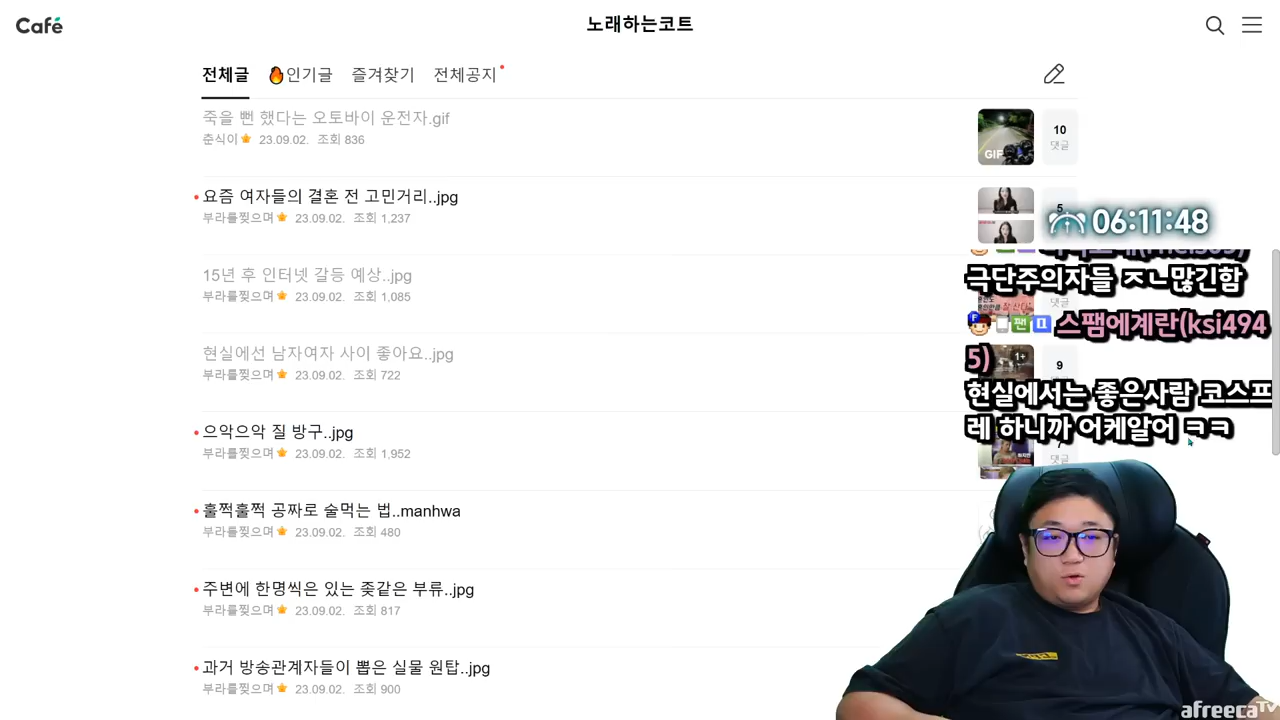 Café
노래하는코트
전체글
🔥인기글
즐겨찾기
전체공지
죽을 뻔 했다는 오토바이 운전자.gif
춘식이 23.09.02. 조회 836
GIF
10
댓글
요즘 여자들의 결혼 전 고민거리..jpg
부라를찢으며 23.09.02. 조회 1,237
5
06:11:48
15년 후 인터넷 갈등 예상..jpg
부라를찢으며 23.09.02. 조회 1,085
댓글
극단주의자들 ㅈㄴ많긴함
팬
스팸에계란(ksi494
5)
현실에서는 좋은사람 코스프
레 하니까 어케알어 ㅋㅋ
현실에선 남자여자 사이 좋아요..jpg
부라를찢으며 23.09.02. 조회 722
1+
9
으악으악 질 방구..jpg
부라를찢으며 23.09.02. 조회 1,952
댓글
훌쩍훌쩍 공짜로 술먹는 법..manhwa
부라를찢으며 23.09.02. 조회 480
주변에 한명씩은 있는 좆같은 부류..jpg
부라를찢으며 23.09.02. 조회 817
과거 방송관계자들이 뽑은 실물 원탑..jpg
부라를찢으며 23.09.02. 조회 900
afreecaTV